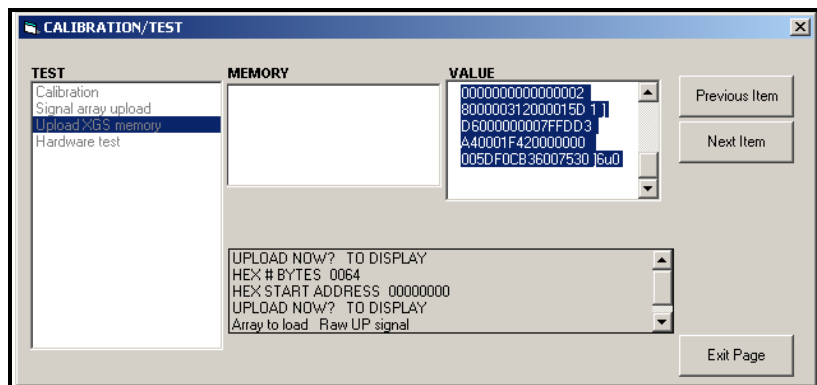 CALIBRATION/TEST
TEST
Calibration
Signal array upload
Upload XGS memory
Hardware test
MEMORY
VALUE
0000000000000002
800000312000015D 1 ]
D6000000007FFDD3
A40001F420000000
005DF0CB36007530 ]6u0
Previous Item
Next Item
UPLOAD NOW?   TO DISPLAY
HEX # BYTES  0064
HEX START ADDRESS  00000000
UPLOAD NOW?   TO DISPLAY
Array to load   Raw UP signal
Exit Page